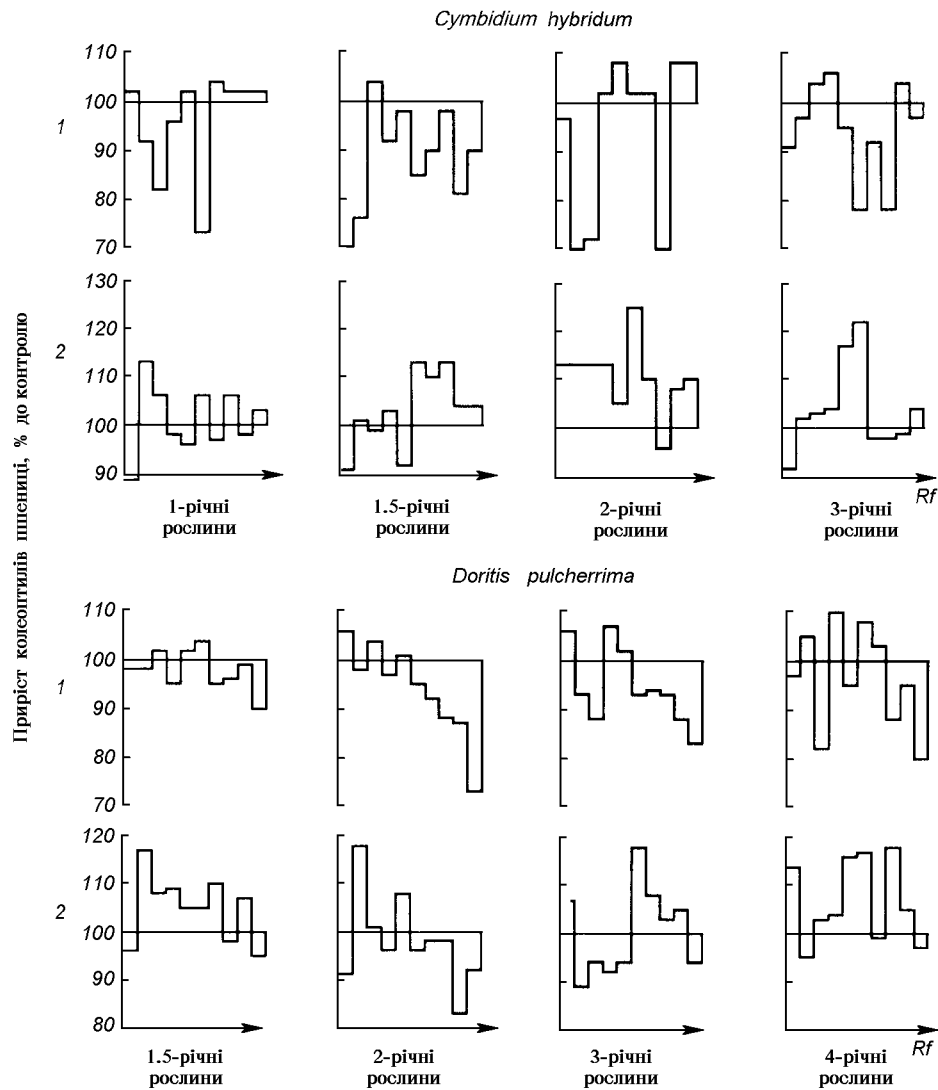 Cymbidium hybridum
Приріст колеоптилів пшениці, % до контролю
110
100
1
90
80
70
130
120
2
110
100
90
1-річні
рослини
1.5-річні
рослини
2-річні
рослини
3-річні
рослини
Rf
Doritis pulcherrima
110
100
1
90
80
70
120
110
2
100
90
80
1.5-річні
рослини
2-річні
рослини
3-річні
рослини
4-річні
рослини
Rf